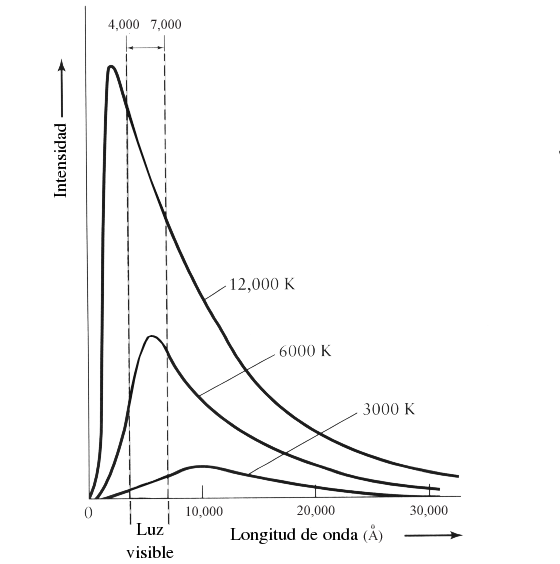 4,000 7,000
Intensidad
12,000 K
6000 K
3000 K
0 10,000 20,000 30,000
Luz
visible
Longitud de onda (Å)